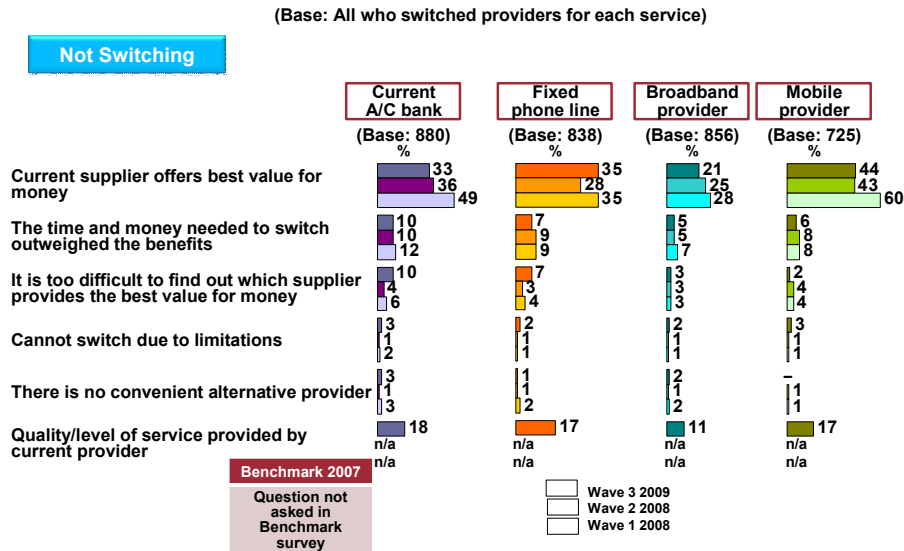 (Base: All who switched providers for each service)
Not Switching
Current
A/C bank
Fixed
phone line
Broadband
provider
Mobile
provider
(Base: 880)
%
(Base: 838)
%
(Base: 856)
%
(Base: 725)
%
Current supplier offers best value for
money
33
36
49
35
28
35
21
25
28
44
43
60
The time and money needed to switch
outweighed the benefits
10
10
12
7
9
9
5
5
7
6
8
8
It is too difficult to find out which supplier
provides the best value for money
10
4
6
7
3
4
3
3
3
2
4
4
Cannot switch due to limitations
3
1
2
2
1
1
2
1
1
3
1
1
There is no convenient alternative provider
3
1
3
1
1
2
2
1
2
–
1
1
Quality/level of service provided by
current provider
18
n/a
n/a
17
n/a
n/a
11
n/a
n/a
17
n/a
n/a
Benchmark 2007
Question not
asked in
Benchmark
survey
Wave 3 2009
Wave 2 2008
Wave 1 2008